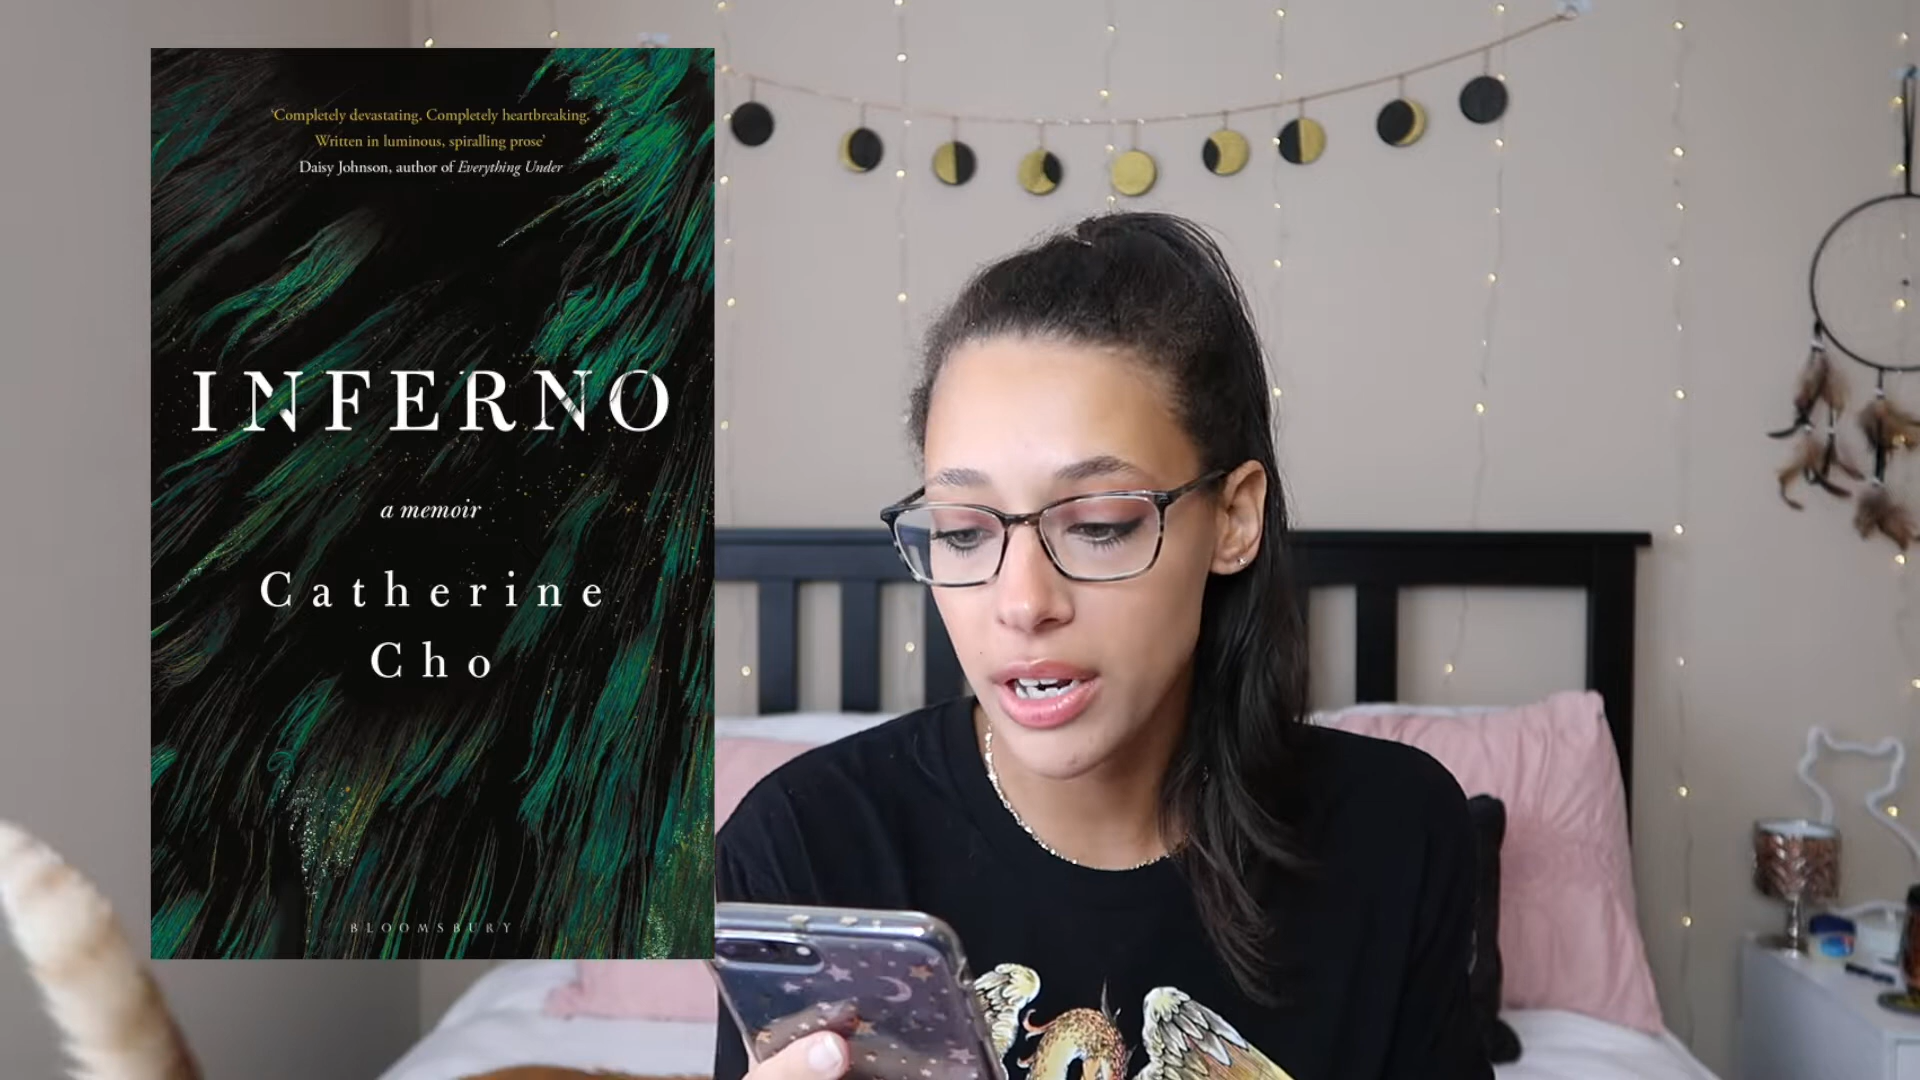 'Completely devastating. Completely heartbreaking.
Written in luminous, spiralling prose'
Daisy Johnson, author of Everything Under
INFERNO
a memoir
Catherine
Cho
BLOOMSBURY